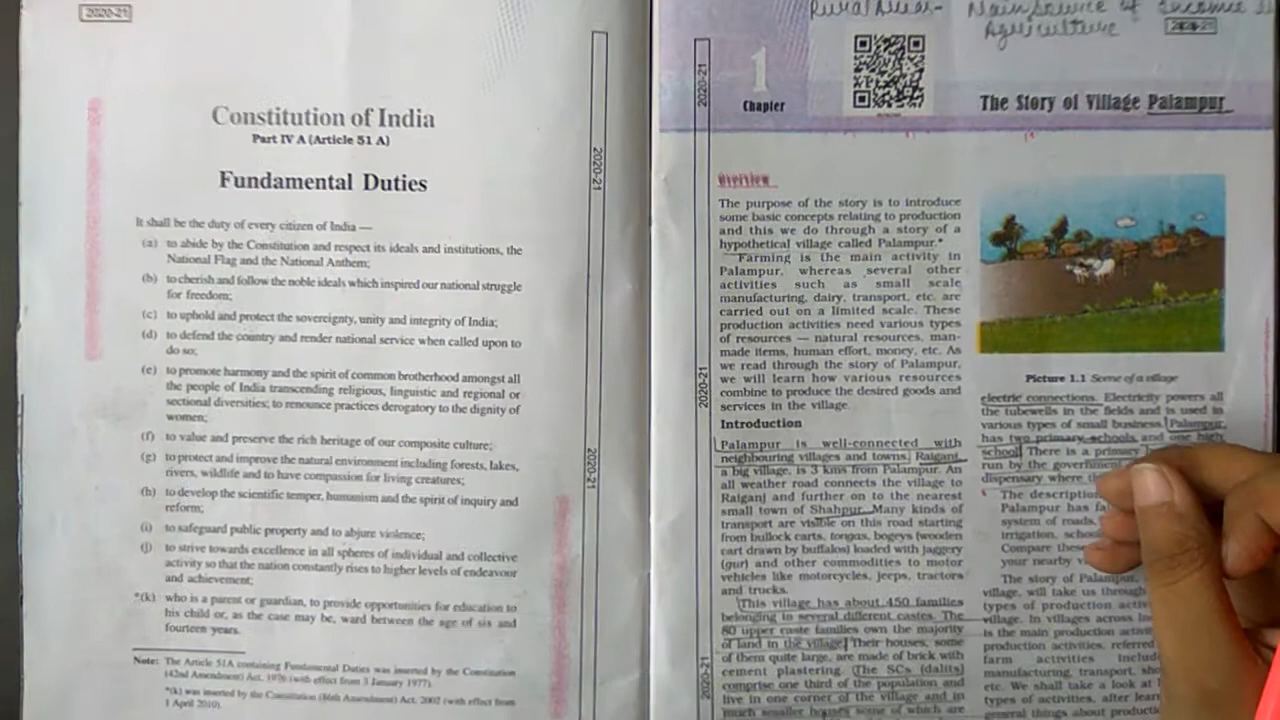 2020-21
Constitution of India
Part IV A (Article 51 A)
Fundamental Duties
It shall be the duty of every citizen of India —
(a) to abide by the Constitution and respect its ideals and institutions, the
National Flag and the National Anthem;
(b) to cherish and follow the noble ideals which inspired our national struggle
for freedom;
(c) to uphold and protect the sovereignty, unity and integrity of India;
(d) to defend the country and render national service when called upon to
do so;
(e) to promote harmony and the spirit of common brotherhood amongst all
the people of India transcending religious, linguistic and regional or
sectional diversities; to renounce practices derogatory to the dignity of
women;
(f) to value and preserve the rich heritage of our composite culture;
(g) to protect and improve the natural environment including forests, lakes,
rivers, wildlife and to have compassion for living creatures;
(h) to develop the scientific temper, humanism and the spirit of inquiry and
reform;
(i) to safeguard public property and to abjure violence;
(j) to strive towards excellence in all spheres of individual and collective
activity so that the nation constantly rises to higher levels of endeavour
and achievement;
*(k) who is a parent or guardian, to provide opportunities for education to
his child or, as the case may be, ward between the age of six and
fourteen years.
Note: The Article 51A containing Fundamental Duties was inserted by the Constitution
(42nd Amendment) Act, 1976 (with effect from 3 January 1977).
*(k) was inserted by the Constitution (86th Amendment) Act, 2002 (with effect from
1 April 2010).
2020-21
2020-21
Rural Area- Main Source of Income is
Agriculture
2020-21
1
Chapter
The Story of Village Palampur
2020-21
2020-21
2020-21
Overview
The purpose of the story is to introduce
some basic concepts relating to production
and this we do through a story of a
hypothetical village called Palampur.*
Farming is the main activity in
Palampur, whereas several other
activities such as small scale
manufacturing, dairy, transport, etc. are
carried out on a limited scale. These
production activities need various types
of resources — natural resources, man-
made items, human effort, money, etc. As
we read through the story of Palampur,
we will learn how various resources
combine to produce the desired goods and
services in the village.
Introduction
Palampur is well-connected with
neighbouring villages and towns. Raiganj,
a big village, is 3 kms from Palampur. An
all weather road connects the village to
Raiganj and further on to the nearest
small town of Shahpur. Many kinds of
transport are visible on this road starting
from bullock carts, tongas, bogeys (wooden
cart drawn by buffalos) loaded with jaggery
(gur) and other commodities to motor
vehicles like motorcycles, jeeps, tractors
and trucks.
This village has about 450 families
belonging to several different castes. The
80 upper caste families own the majority
of land in the village. Their houses, some
of them quite large, are made of brick with
cement plastering. The SCs (dalits)
comprise one third of the population and
live in one corner of the village and in
much smaller houses some of which are
Picture 1.1 Scene of a village
electric connections. Electricity powers all
the tubewells in the fields and is used in
various types of small business. Palampur
has two primary schools and one high
school. There is a primary
run by the government
dispensary where
* The description
Palampur has
system of roads,
irrigation,
Compare these
your nearby
The story of Palampur,
village, will take us through
types of production
village. In villages across
is the main production
production activities, referred
farm activities include
manufacturing, transport,
etc. We shall take a look at
types of activities, after
general things about